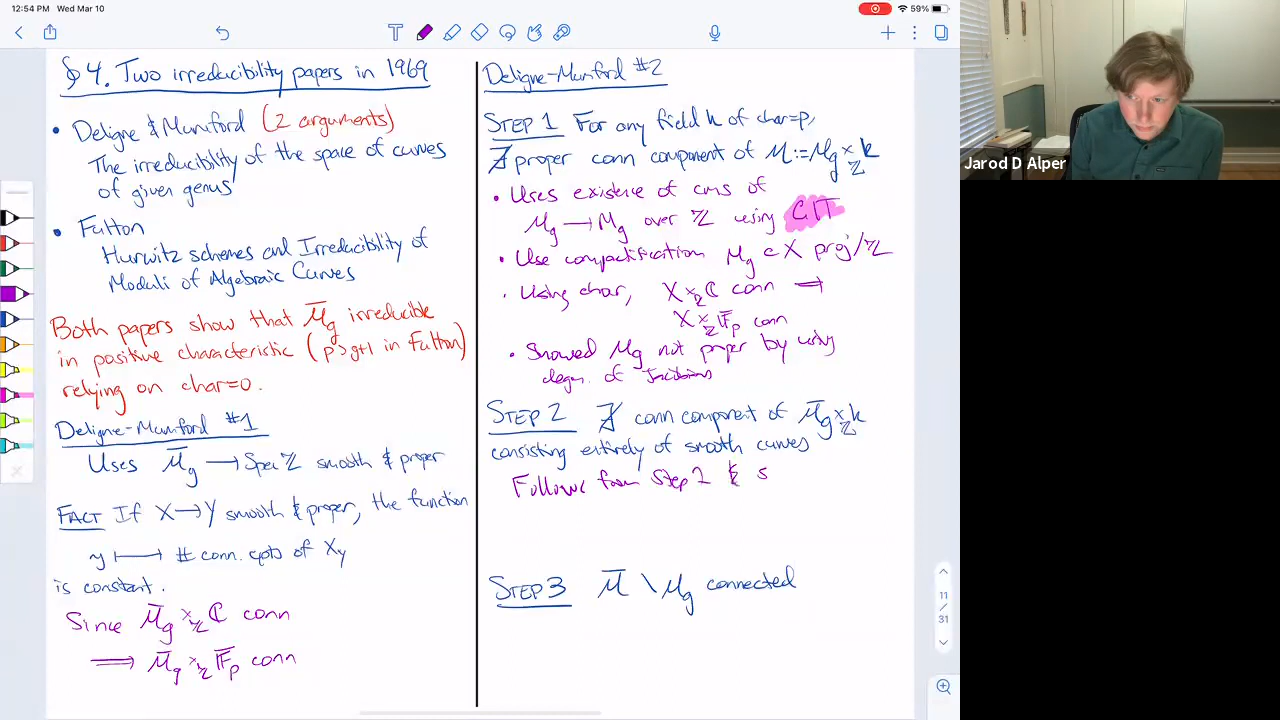 12:54 PM Wed Mar 10
59%
§4. Two irreducibility papers in 1969
• Deligne & Mumford (2 arguments)
The irreducibility of the space of curves
of given genus
• Fulton
Hurwitz schemes and Irreducibility of
Moduli of Algebraic Curves
Both papers show that M̄g irreducible
in positive characteristic (p > g+1 in Fulton)
relying on char=0.
Deligne-Mumford #1
Uses M̄g → Spec ℤ smooth & proper
FACT If X → Y smooth & proper, the function
y ↦ # conn. cpts of Xy
is constant.
Since M̄g ×ℤ ℂ conn
⟹ M̄g ×ℤ F̄p conn
Deligne-Mumford #2
STEP 1 For any field k of char=p,
∄ proper conn component of M := Mg ×ℤ k
• Uses existence of cms of
Mg → Mg over ℤ using GIT
• Use compactification Mg ⊂ X proj/ℤ
• Using char, X ×ℤ ℂ conn ⟹
X ×ℤ F̄p conn
• Showed Mg not proper by using
degen. of Jacobians
STEP 2 ∄ conn component of M̄g ×ℤ k
consisting entirely of smooth curves
Follows from Step 2 & s
STEP 3 M̄ \ Mg connected
11
/
31
Jarod D Alper